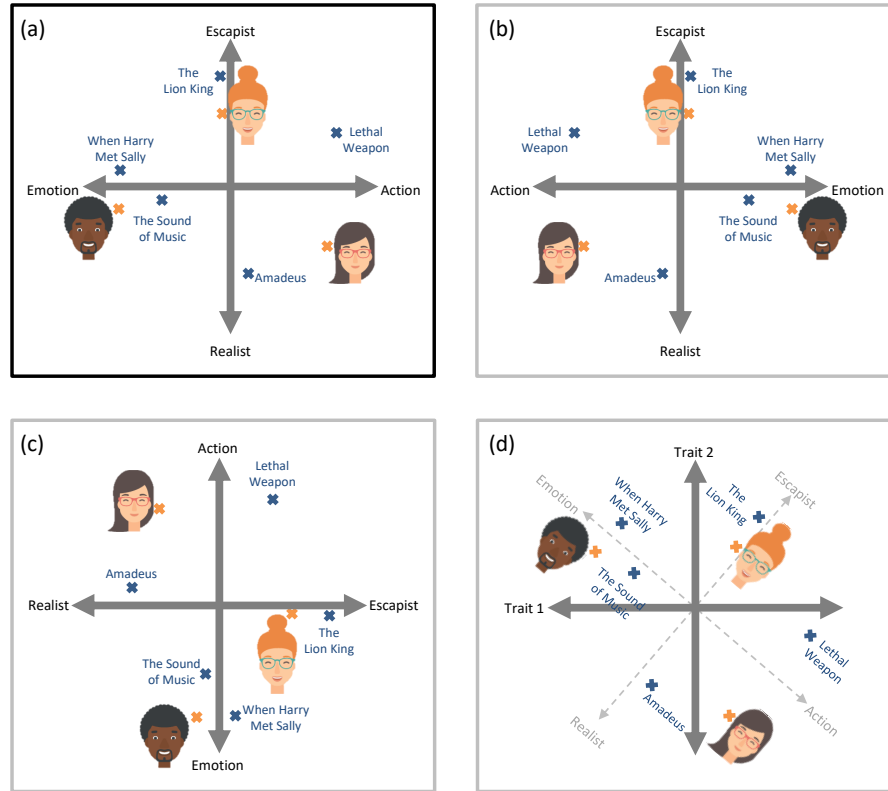 (a)
Escapist
The
Lion King
Lethal
Weapon
When Harry
Met Sally
Emotion
Action
The Sound
of Music
Amadeus
Realist
(b)
Escapist
The
Lion King
Lethal
Weapon
When Harry
Met Sally
Action
Emotion
The Sound
of Music
Amadeus
Realist
(c)
Action
Lethal
Weapon
Amadeus
Realist
Escapist
The
Lion King
The Sound
of Music
When Harry
Met Sally
Emotion
(d)
Trait 2
Emotion
When Harry
Met Sally
The
Lion King
Escapist
The Sound
of Music
Trait 1
Lethal
Weapon
Amadeus
Realist
Action